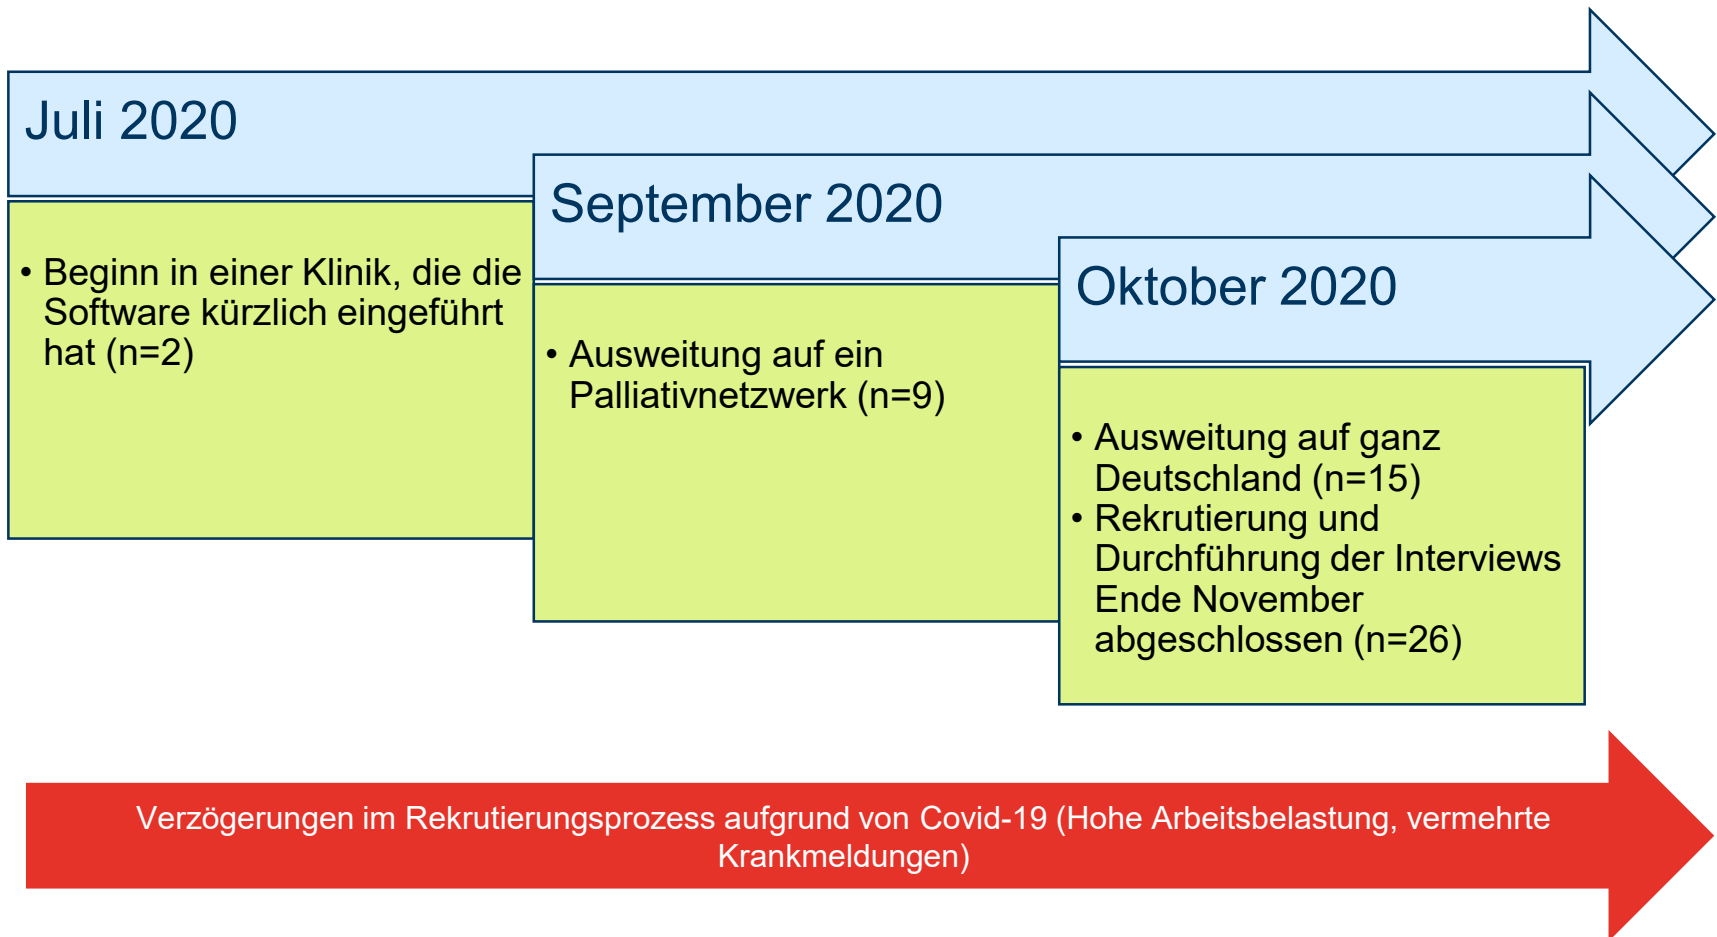 Juli 2020
• Beginn in einer Klinik, die die
Software kürzlich eingeführt
hat (n=2)
September 2020
• Ausweitung auf ein
Palliativnetzwerk (n=9)
Oktober 2020
• Ausweitung auf ganz
Deutschland (n=15)
• Rekrutierung und
Durchführung der Interviews
Ende November
abgeschlossen (n=26)
Verzögerungen im Rekrutierungsprozess aufgrund von Covid-19 (Hohe Arbeitsbelastung, vermehrte
Krankmeldungen)